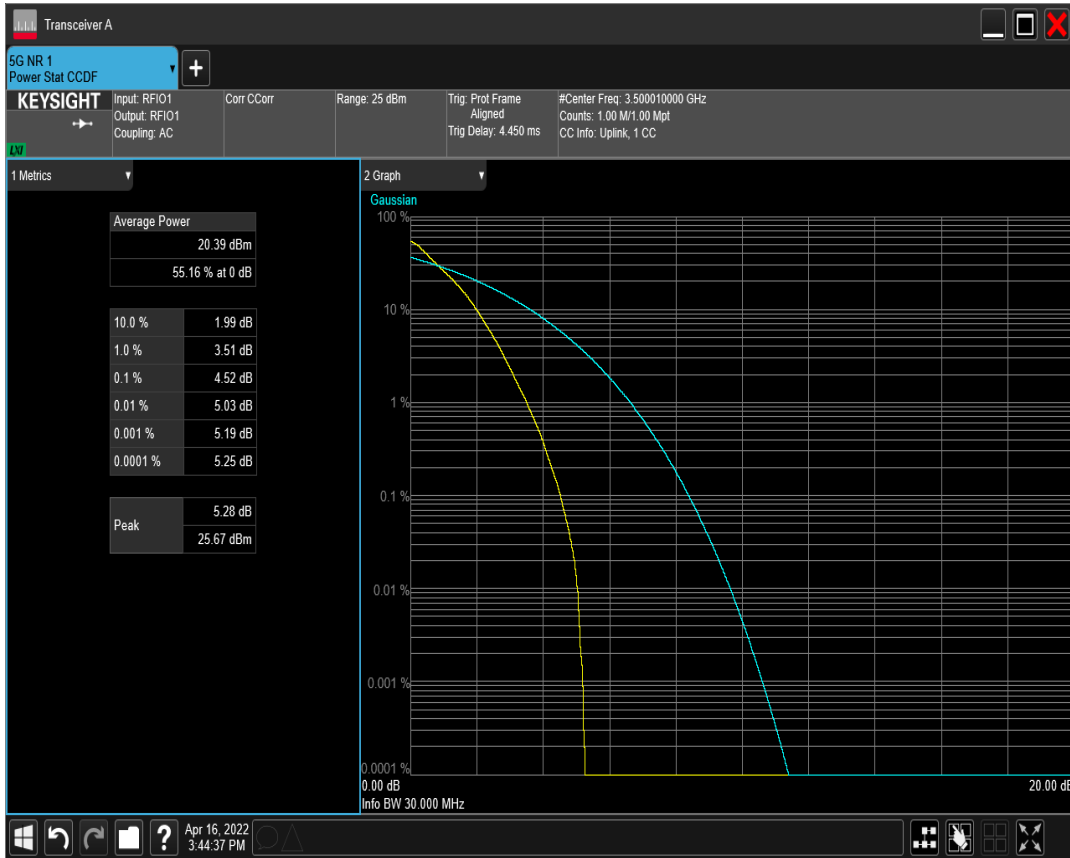 Transceiver A
5G NR 1
Power Stat CCDF
KEYSIGHT
LXI
Input: RFIO1
Output: RFIO1
Coupling: AC
Corr CCorr
Range: 25 dBm
Trig: Prot Frame
Aligned
Trig Delay: 4.450 ms
#Center Freq: 3.500010000 GHz
Counts: 1.00 M/1.00 Mpt
CC Info: Uplink, 1 CC
1 Metrics
Average Power
20.39 dBm
55.16 % at 0 dB
10.0 % 1.99 dB
1.0 % 3.51 dB
0.1 % 4.52 dB
0.01 % 5.03 dB
0.001 % 5.19 dB
0.0001 % 5.25 dB
Peak
5.28 dB
25.67 dBm
2 Graph
Gaussian
100 %
10 %
1 %
0.1 %
0.01 %
0.001 %
0.0001 %
0.00 dB 20.00 dB
Info BW 30.000 MHz
? Apr 16, 2022
3:44:37 PM